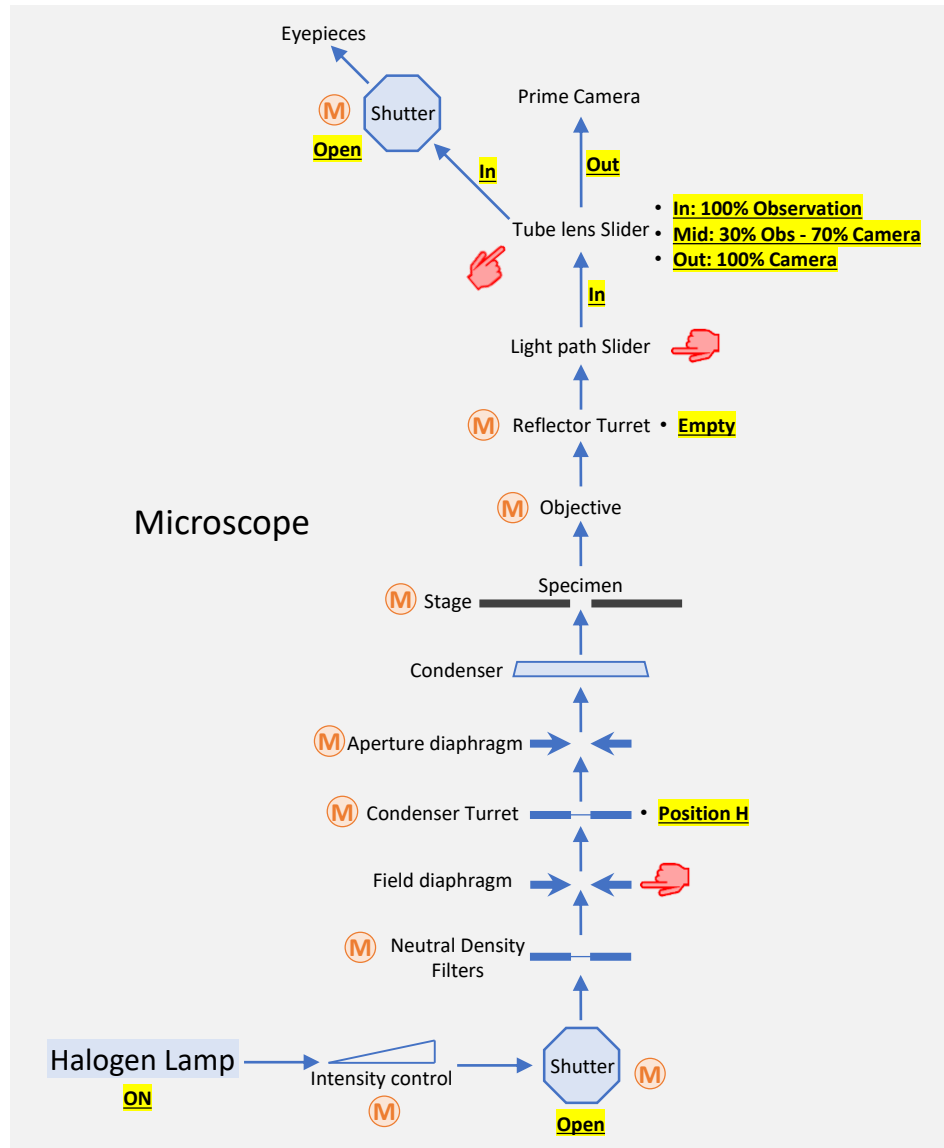 Eyepieces
M
Shutter
Open
Prime Camera
In
Out
Tube lens Slider
• In: 100% Observation
• Mid: 30% Obs - 70% Camera
• Out: 100% Camera
In
Light path Slider
M
Reflector Turret
• Empty
M
Objective
Microscope
Specimen
M
Stage
Condenser
M
Aperture diaphragm
M
Condenser Turret
• Position H
Field diaphragm
M
Neutral Density
Filters
Halogen Lamp
ON
Intensity control
M
Shutter
M
Open